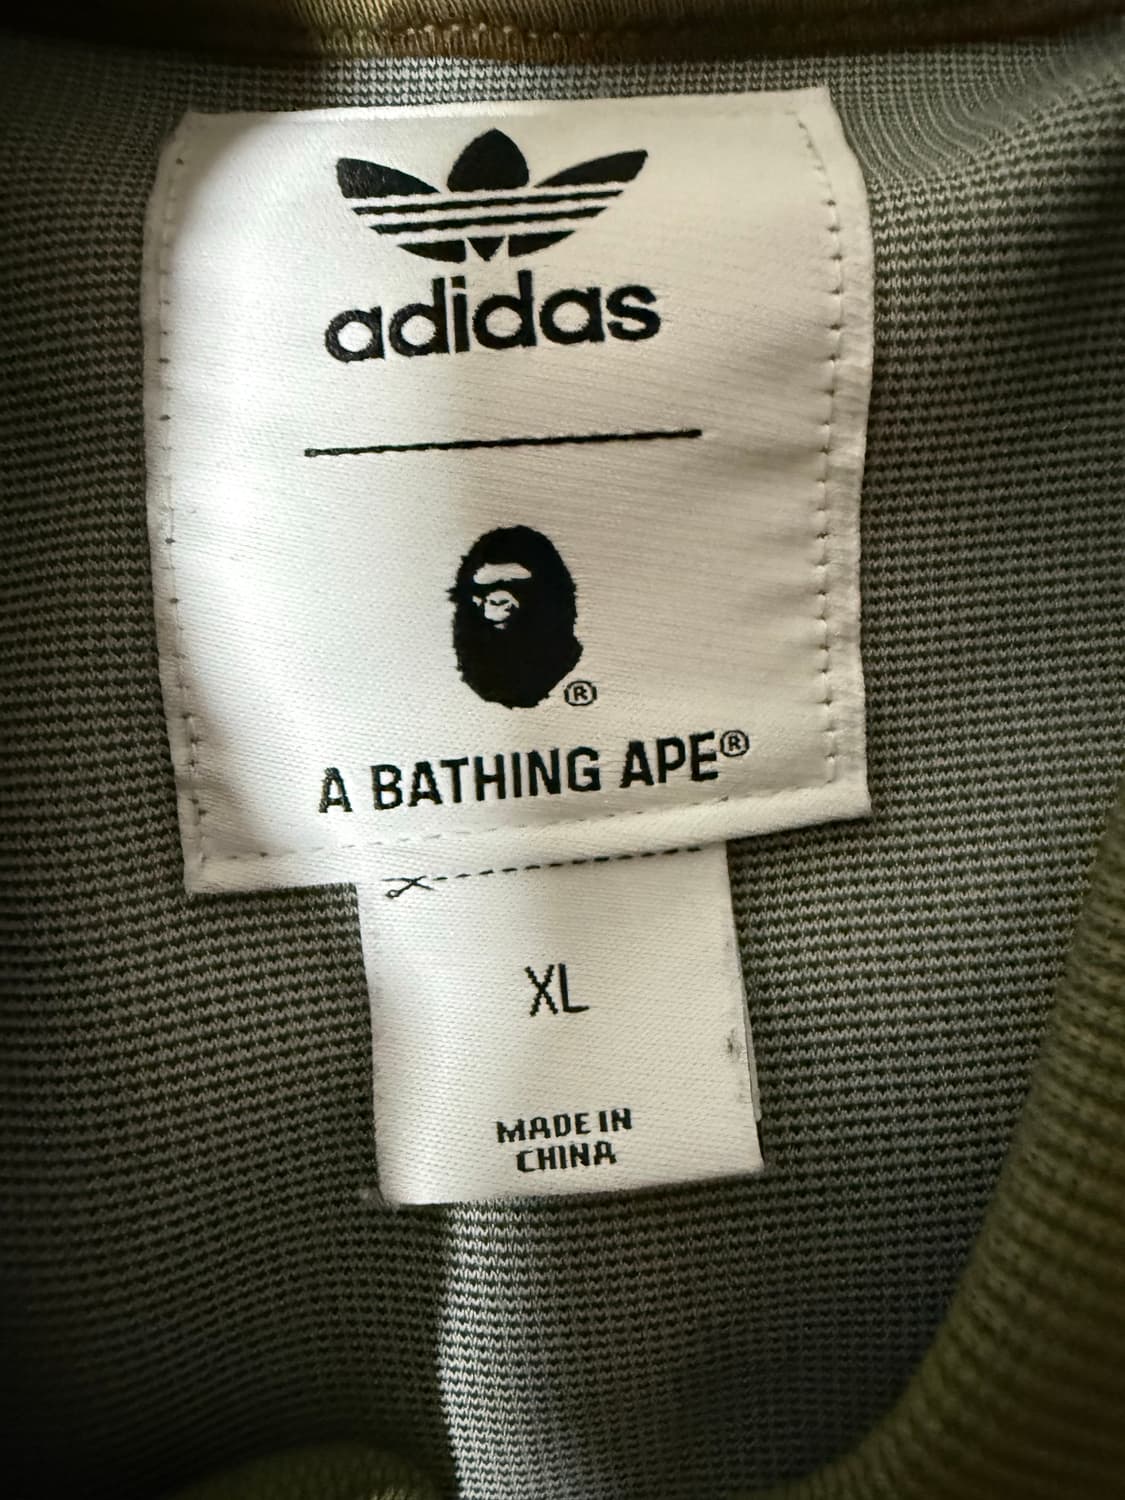 adidas
®
A BATHING APE®
XL
MADE IN
CHINA